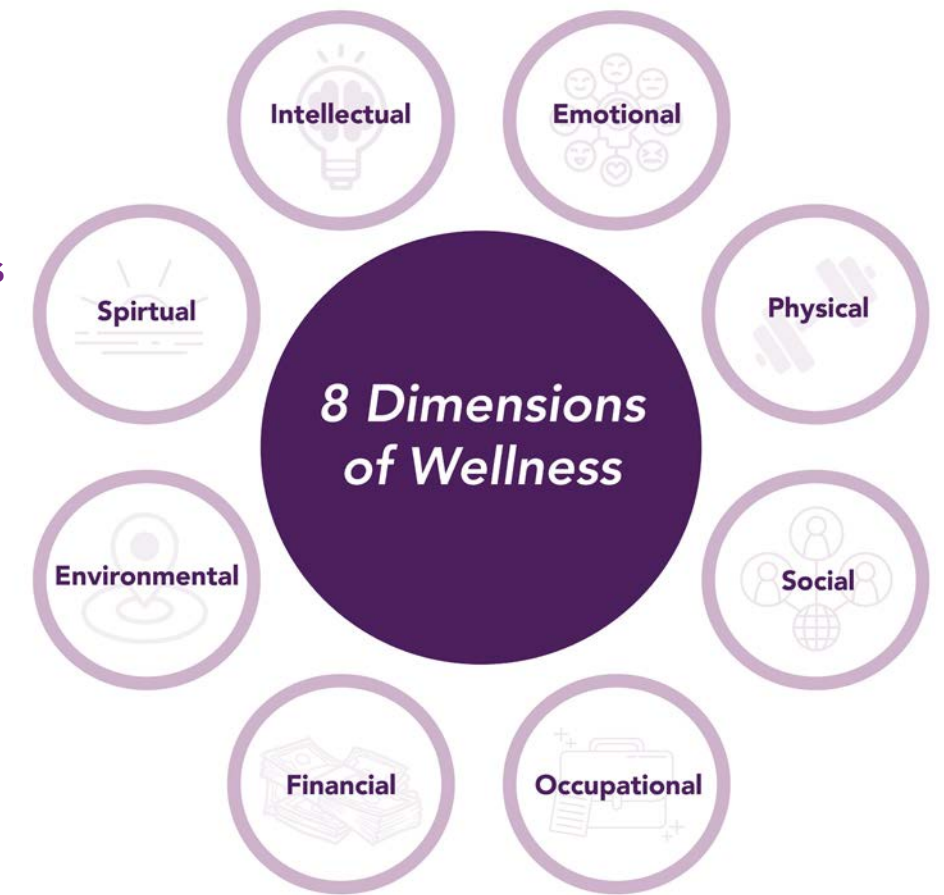 Intellectual
Emotional
s
Spirtual
Physical
8 Dimensions
of Wellness
Environmental
Social
Financial
Occupational